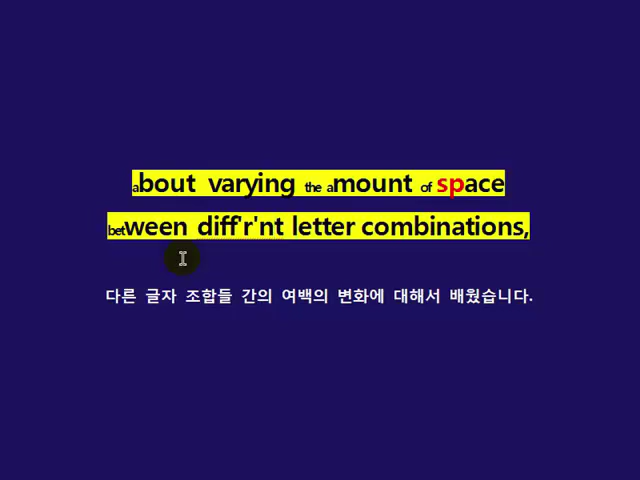 about varying the amount of space
between diff'r'nt letter combinations,
다른 글자 조합들 간의 여백의 변화에 대해서 배웠습니다.